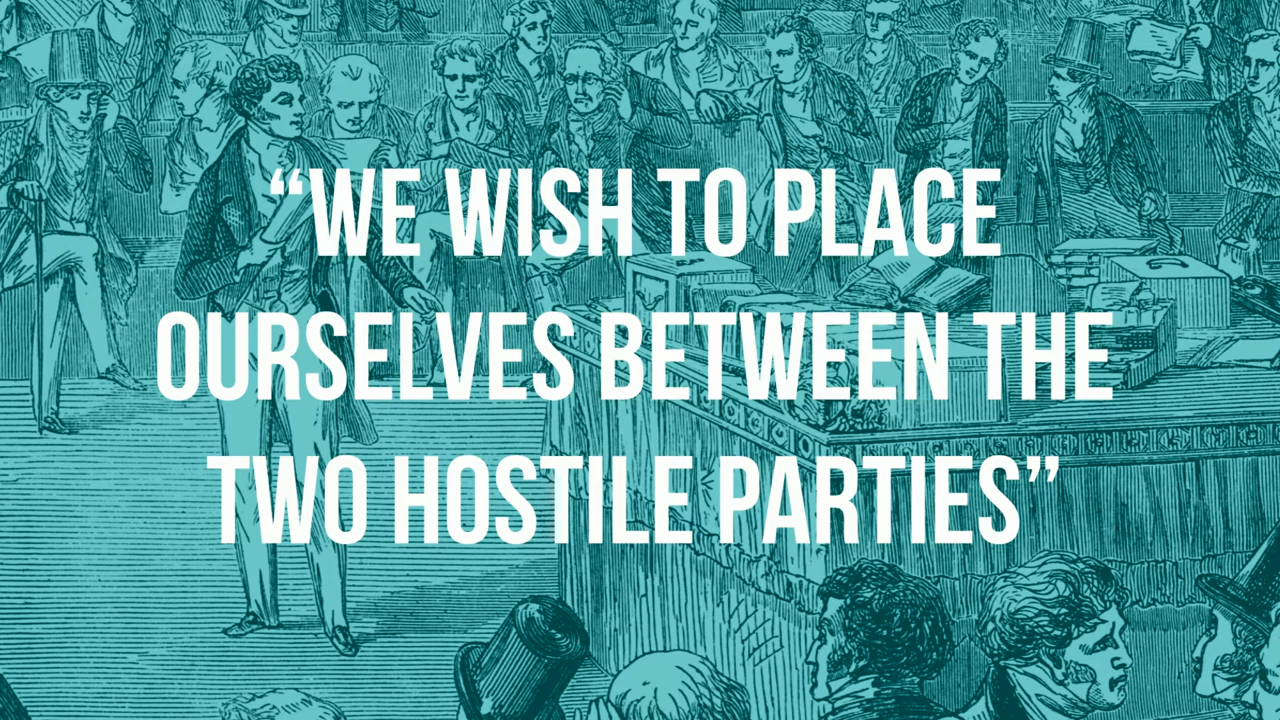 “WE WISH TO PLACE
OURSELVES BETWEEN THE
TWO HOSTILE PARTIES”